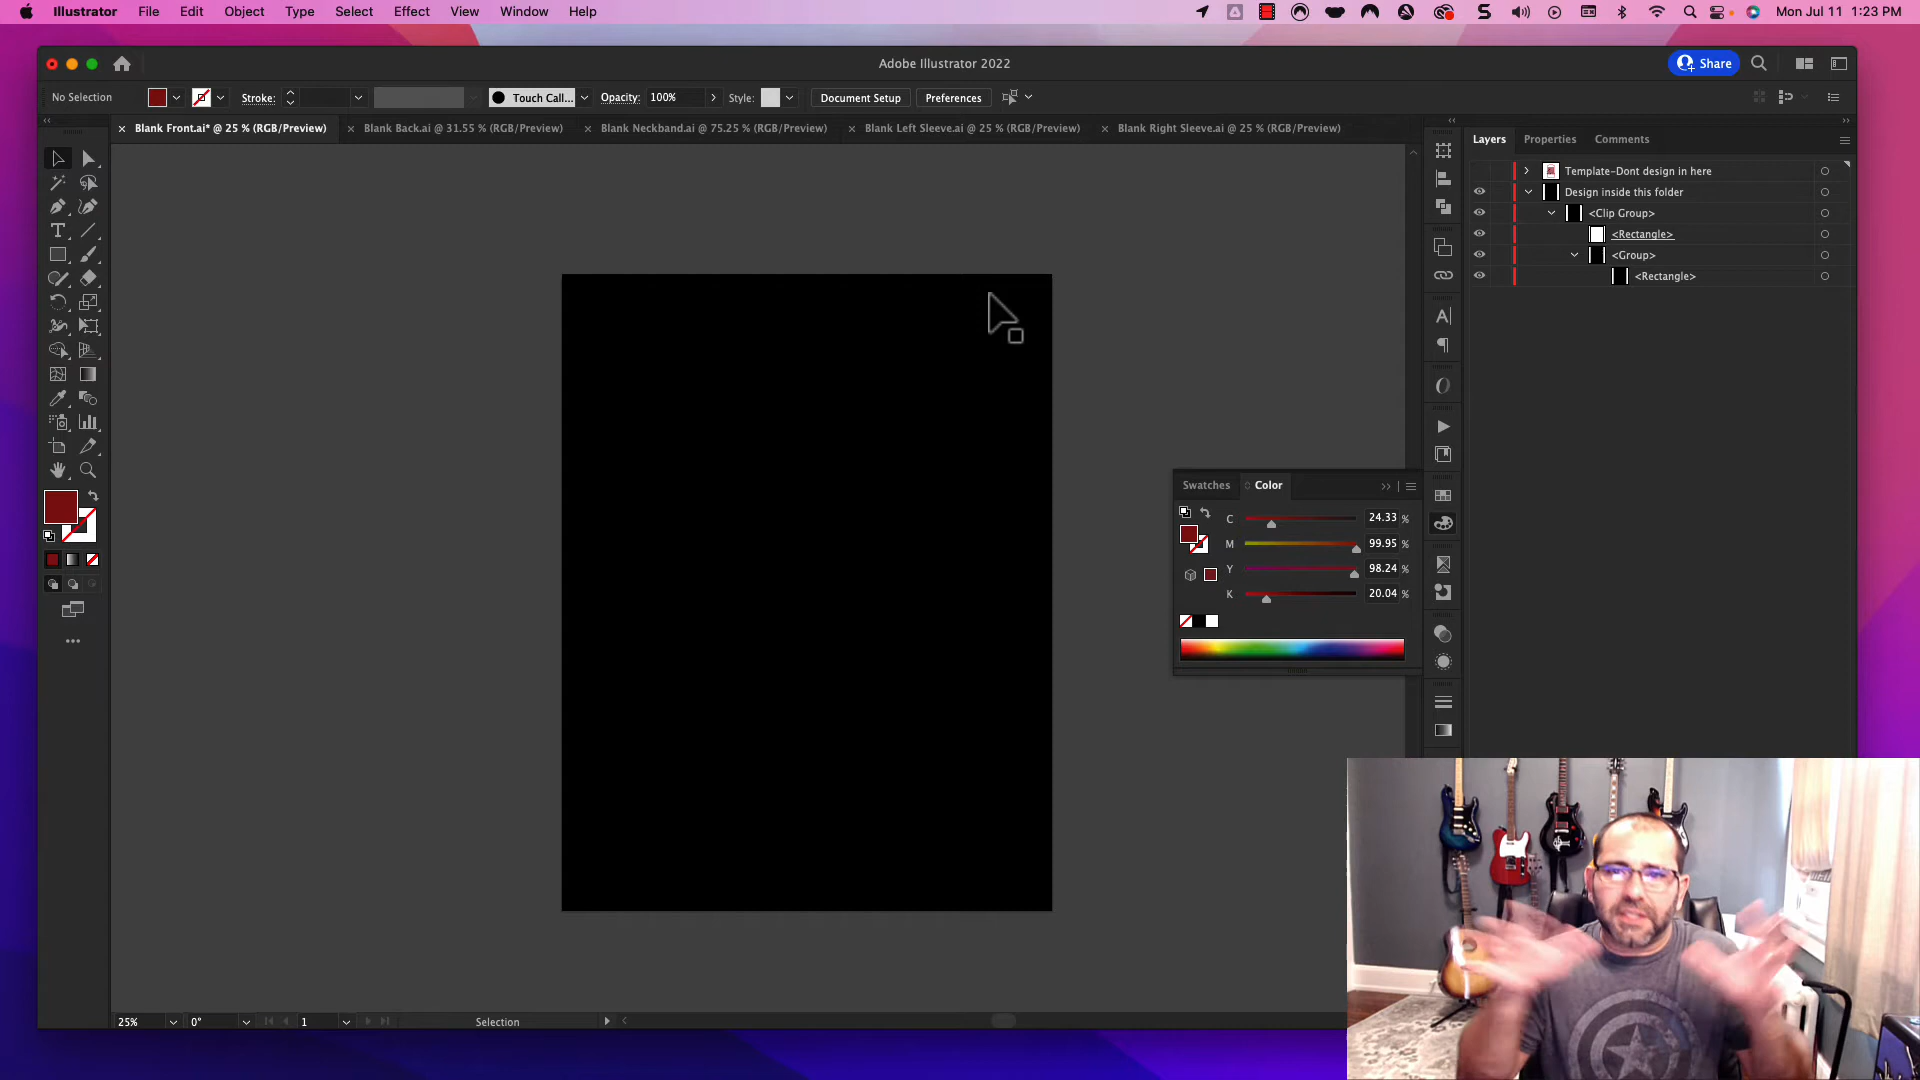 Illustrator File Edit Object Type Select Effect View Window Help
Mon Jul 11 1:23 PM
Adobe Illustrator 2022
Share
No Selection
Stroke:
Touch Call...
Opacity: 100%
Style:
Document Setup
Preferences
Blank Front.ai* @ 25 % (RGB/Preview)
Blank Back.ai @ 31.55 % (RGB/Preview)
Blank Neckband.ai @ 75.25 % (RGB/Preview)
Blank Left Sleeve.ai @ 25 % (RGB/Preview)
Blank Right Sleeve.ai @ 25 % (RGB/Preview)
Layers Properties Comments
Template-Dont design in here
Design inside this folder
<Clip Group>
<Rectangle>
<Group>
<Rectangle>
Swatches Color
C 24.33 %
M 99.95 %
Y 98.24 %
K 20.04 %
25% 0° 1 Selection